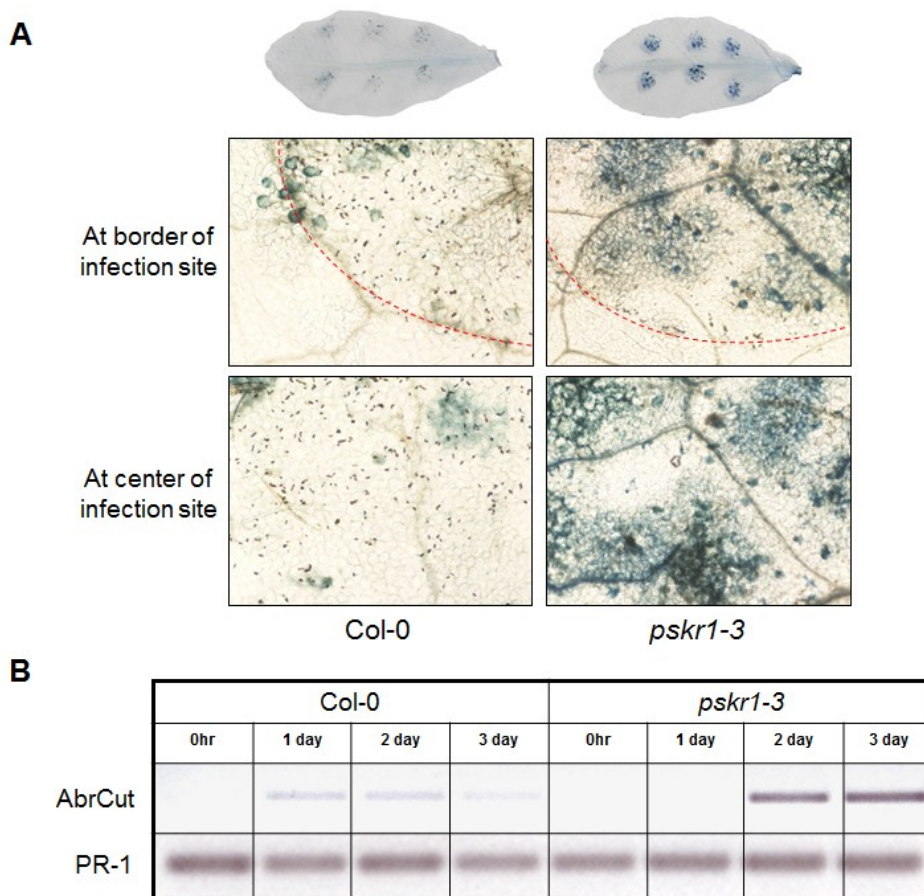 A
At border of
infection site
At center of
infection site
Col-0 pskr1-3
B
Col-0 pskr1-3
0hr 1 day 2 day 3 day 0hr 1 day 2 day 3 day
AbrCut
PR-1